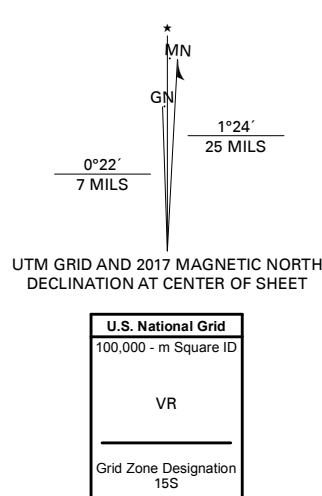 ★
MN
GN
1°24´
25 MILS
0°22´
7 MILS
UTM GRID AND 2017 MAGNETIC NORTH
DECLINATION AT CENTER OF SHEET
U.S. National Grid
100,000 - m Square ID
VR
Grid Zone Designation
15S